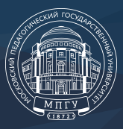 МОСКОВСКИЙ ПЕДАГОГИЧЕСКИЙ ГОСУДАРСТВЕННЫЙ УНИВЕРСИТЕТ
МПГУ
1872